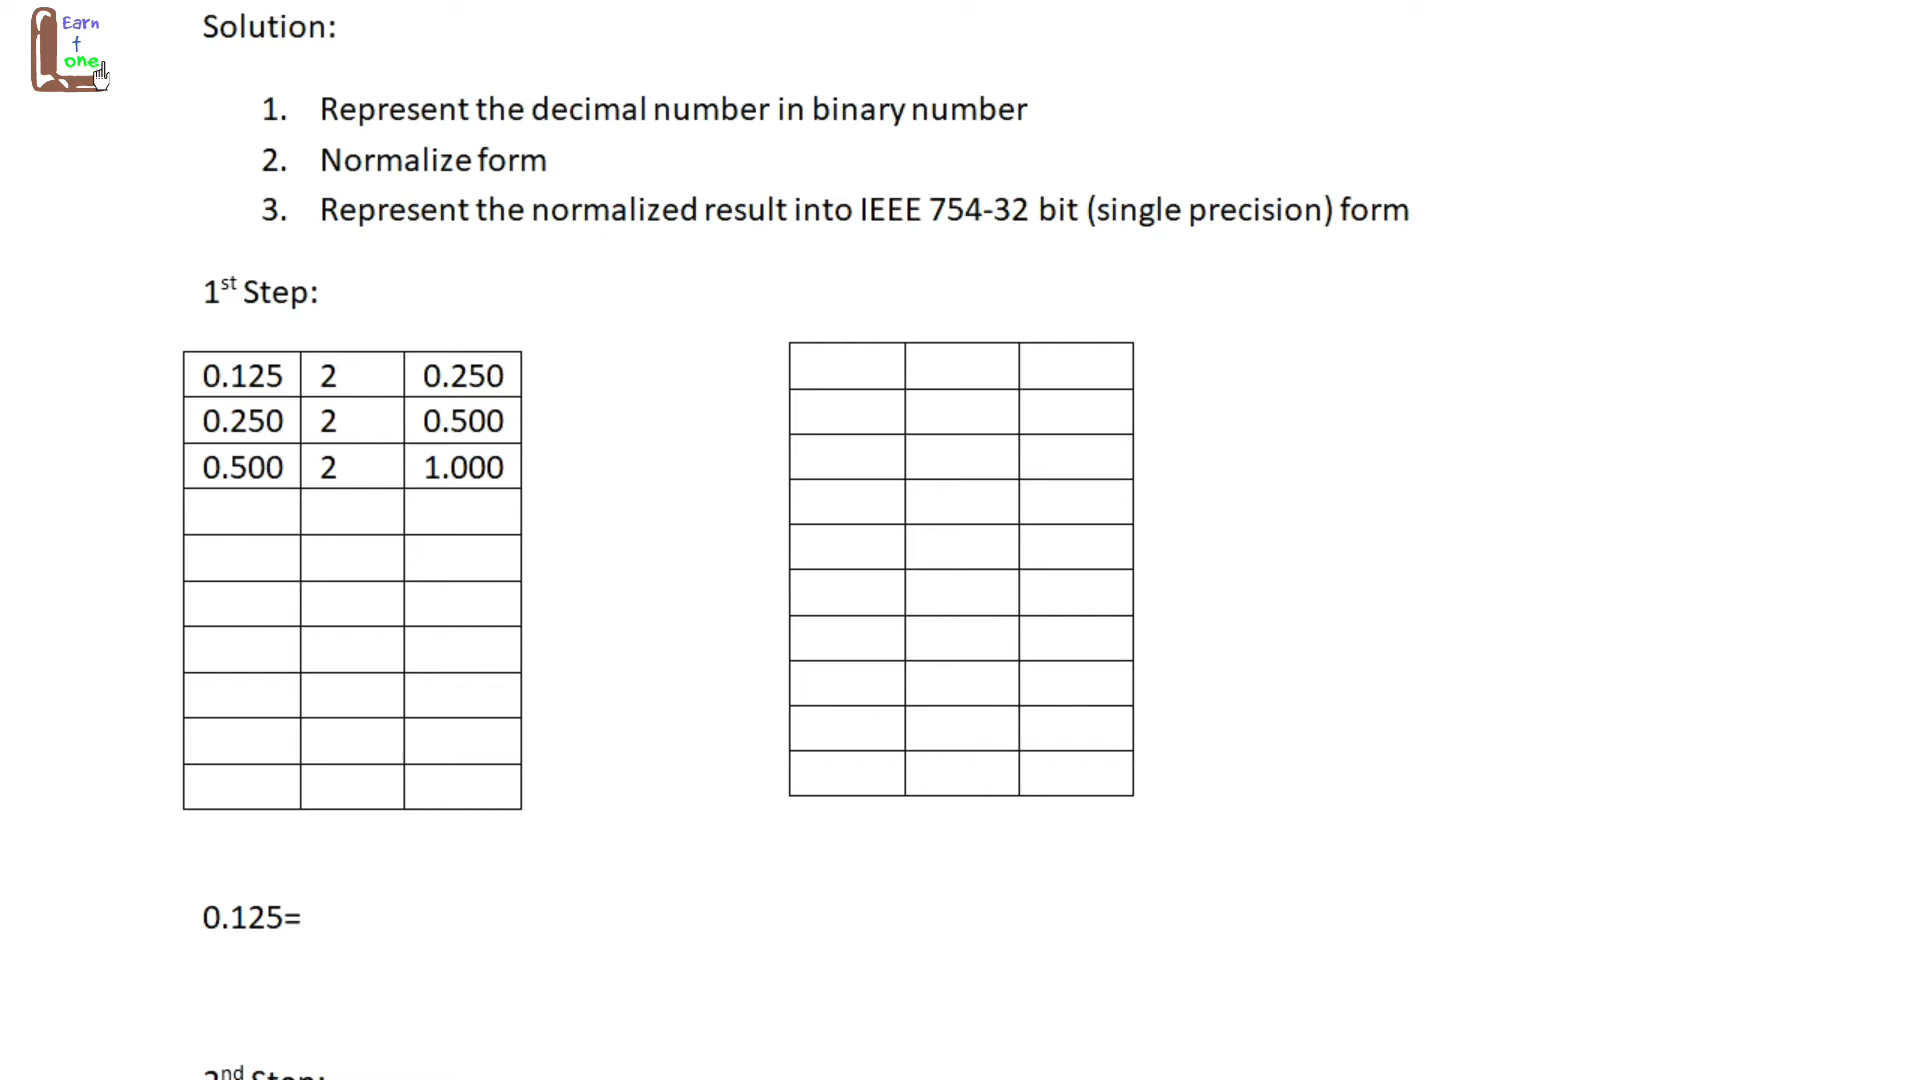 Earn
t
one
Solution:
1. Represent the decimal number in binary number
2. Normalize form
3. Represent the normalized result into IEEE 754-32 bit (single precision) form
1st Step:
0.125 2 0.250
0.250 2 0.500
0.500 2 1.000
0.125=
2nd Step: